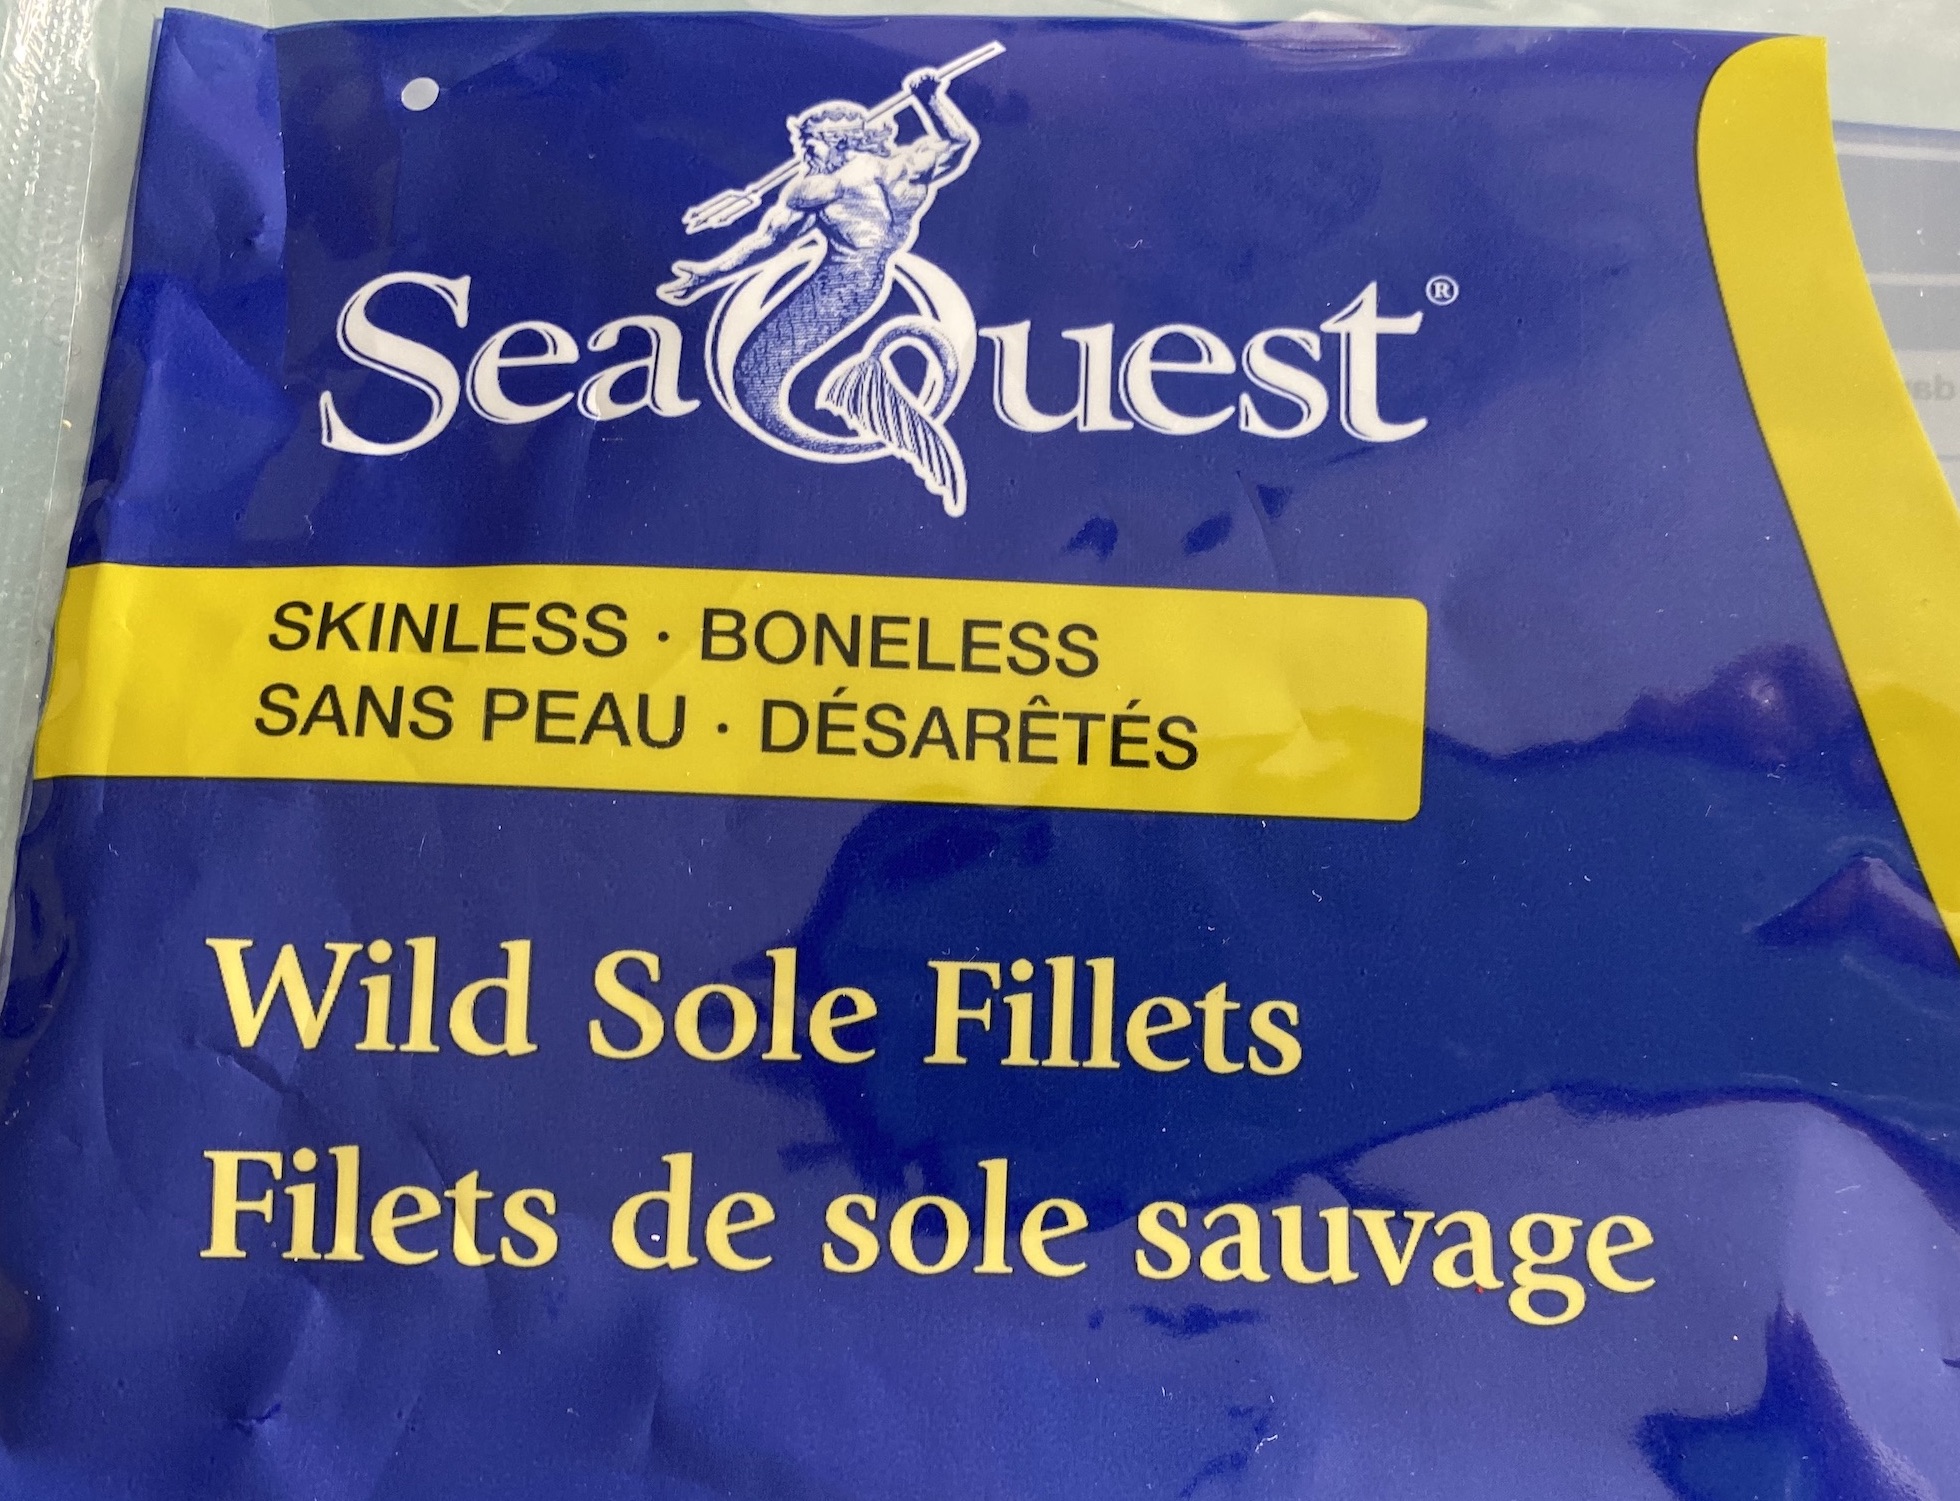 SeaQuest®
SKINLESS · BONELESS
SANS PEAU · DÉSARÊTÉS
Wild Sole Fillets
Filets de sole sauvage